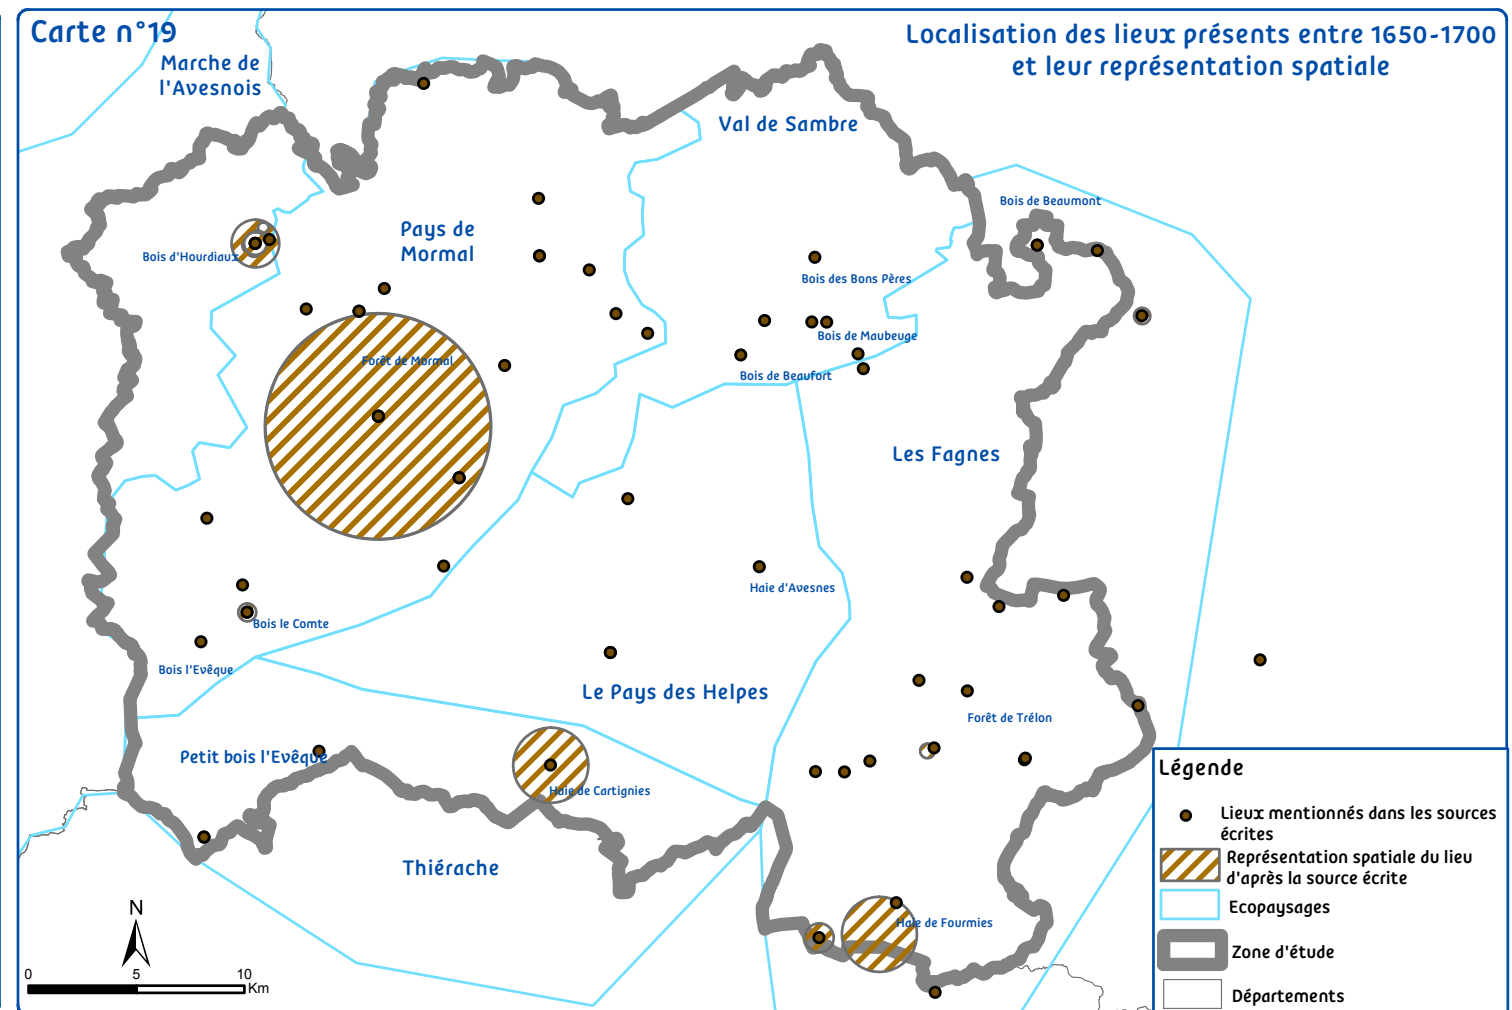 Carte n°19
Localisation des lieux présents entre 1650-1700
et leur représentation spatiale
Marche de
l'Avesnois
Val de Sambre
Bois de Beaumont
Pays de
Mormal
Bois d'Hourdiaux
Bois des Bons Pères
Bois de Maubeuge
Forêt de Mormal
Bois de Beaufort
Les Fagnes
Haie d'Avesnes
Bois le Comte
Bois l'Evêque
Le Pays des Helpes
Forêt de Trélon
Petit bois l'Evêque
Haie de Cartignies
Thiérache
Haie de Fourmies
N
0 5 10
Km
Légende
Lieux mentionnés dans les sources
écrites
Représentation spatiale du lieu
d'après la source écrite
Ecopaysages
Zone d'étude
Départements